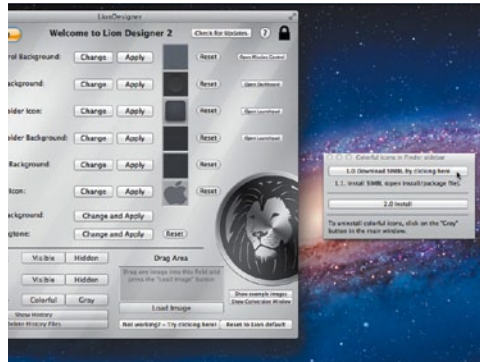 LionDesigner
Welcome to Lion Designer 2
Check for Updates
?
rol Background:
Change
Apply
Reset
Open Mission Control
ackground:
Change
Apply
Reset
Open Dashboard
older Icon:
Change
Apply
Reset
Open Launchpad
older Background:
Change
Apply
Reset
Open Launchpad
Background:
Change
Apply
Reset
Icon:
Change
Apply
Reset
ackground:
Change and Apply
ngtone:
Change and Apply
Reset
Visible
Hidden
Drag Area
Visible
Hidden
Drag any image into this field and
press the "Load Image" button
Colorful
Gray
Load Image
Show example images
Show Conversion Window
Show History
Delete History Files
Not working? - Try clicking here!
Reset to Lion default
Colorful icons in Finder sidebar
1.0 Download SIMBL by clicking here
1.1. Install SIMBL (open install/package file)
2.0 Install
To uninstall colorful icons, click on the "Gray"
button in the main window.